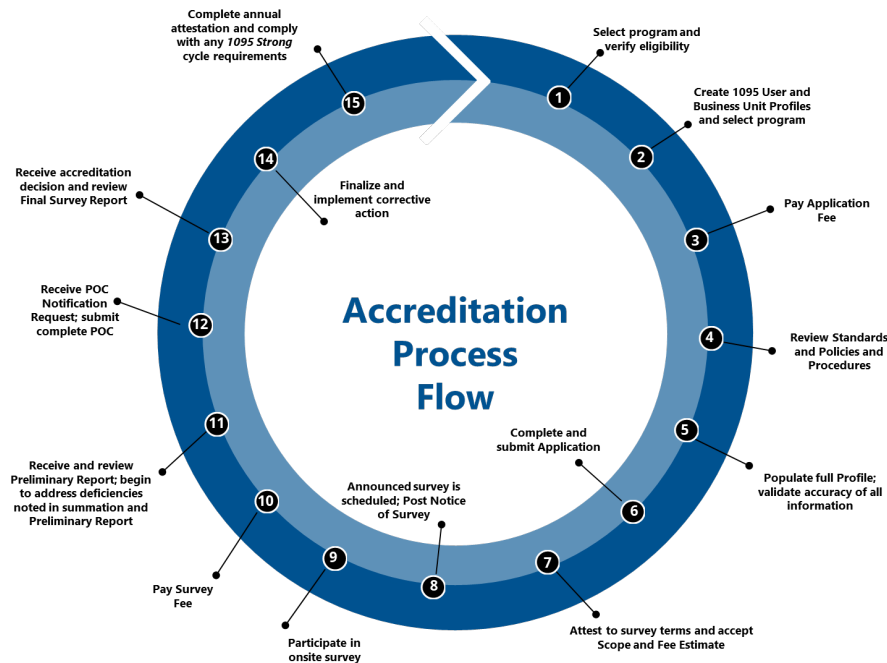 Select program and
verify eligibility
1
Create 1095 User and
Business Unit Profiles
and select program
2
Pay Application
Fee
3
Review Standards
and Policies and
Procedures
4
Populate full Profile;
validate accuracy of all
information
5
Complete and
submit Application
6
Attest to survey terms and accept
Scope and Fee Estimate
7
Announced survey is
scheduled; Post Notice
of Survey
8
Participate in
onsite survey
9
Pay Survey
Fee
10
Receive and review
Preliminary Report; begin
to address deficiencies
noted in summation and
Preliminary Report
11
Receive POC
Notification
Request; submit
complete POC
12
Receive accreditation
decision and review
Final Survey Report
13
Finalize and
implement corrective
action
14
Complete annual
attestation and comply
with any 1095 Strong
cycle requirements
15
Accreditation
Process
Flow